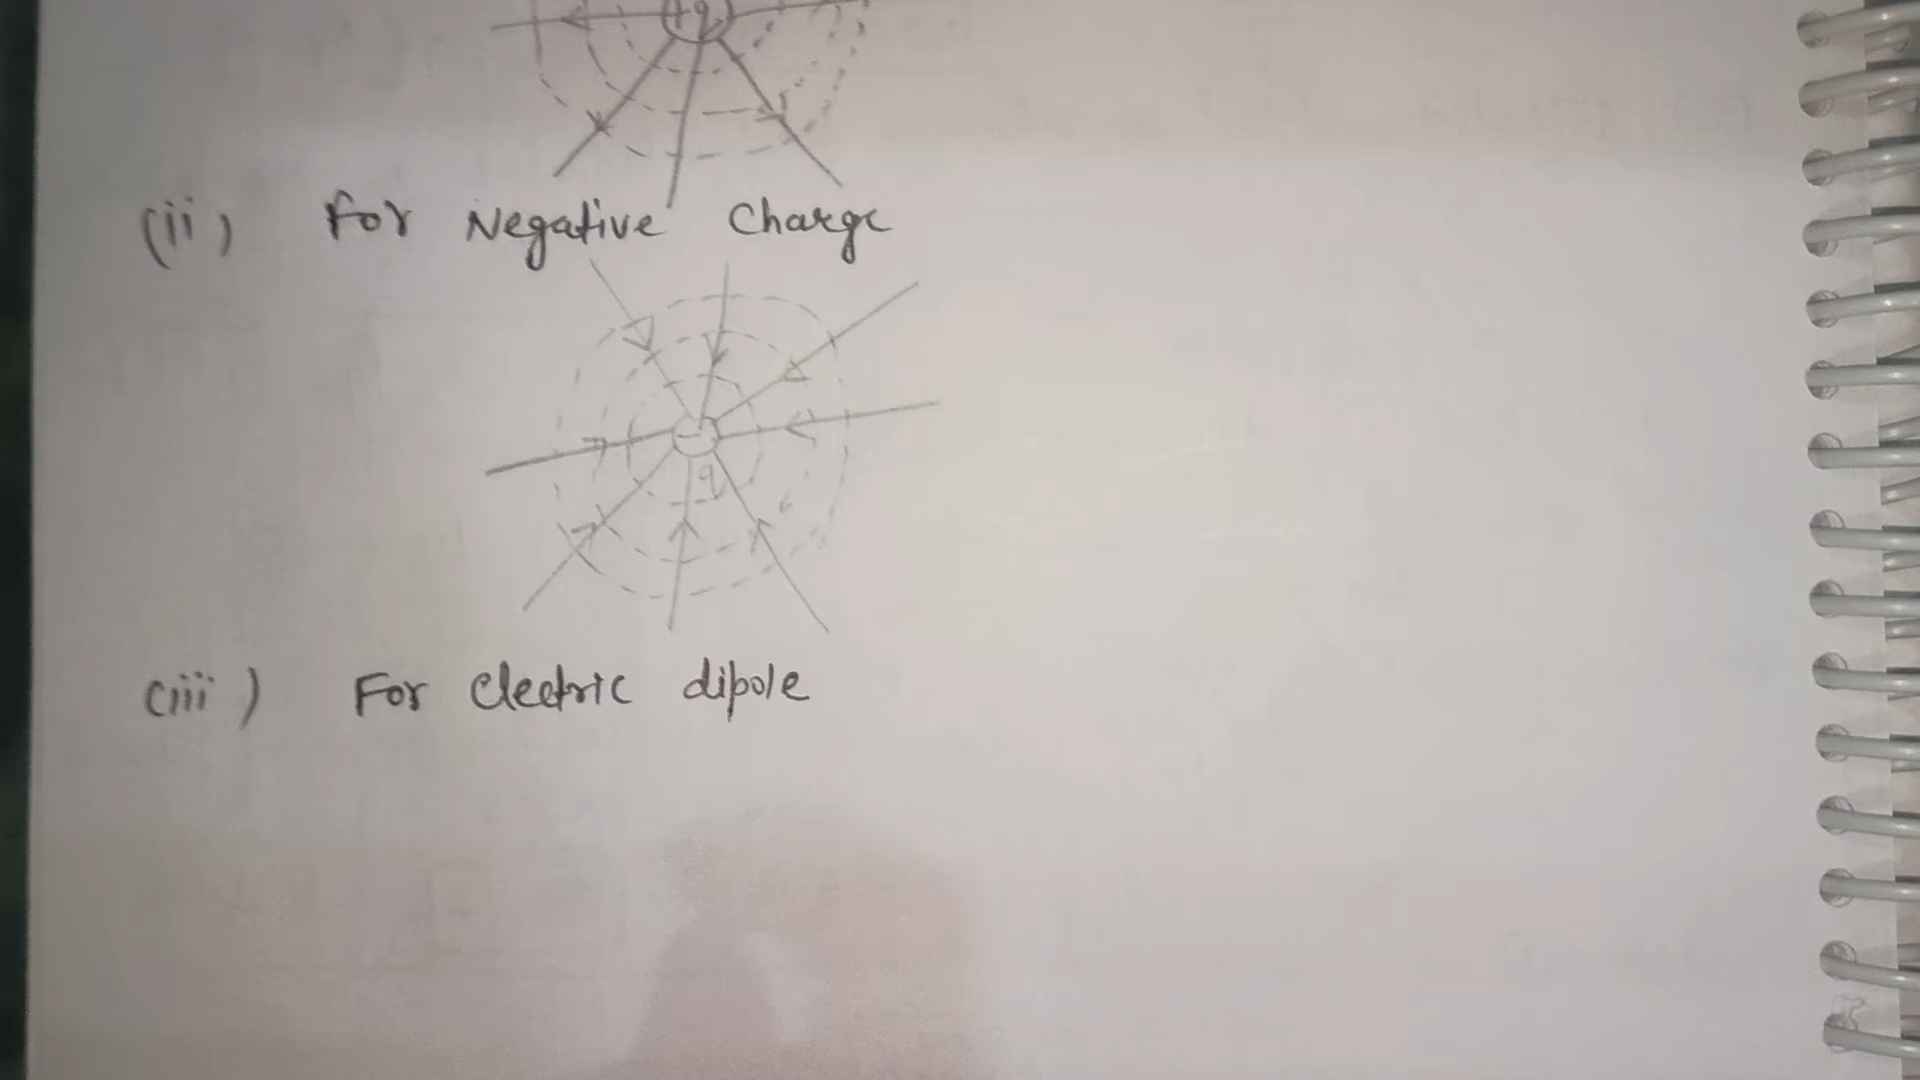 +q
(ii) For Negative Charge
-
q
(iii) For electric dipole